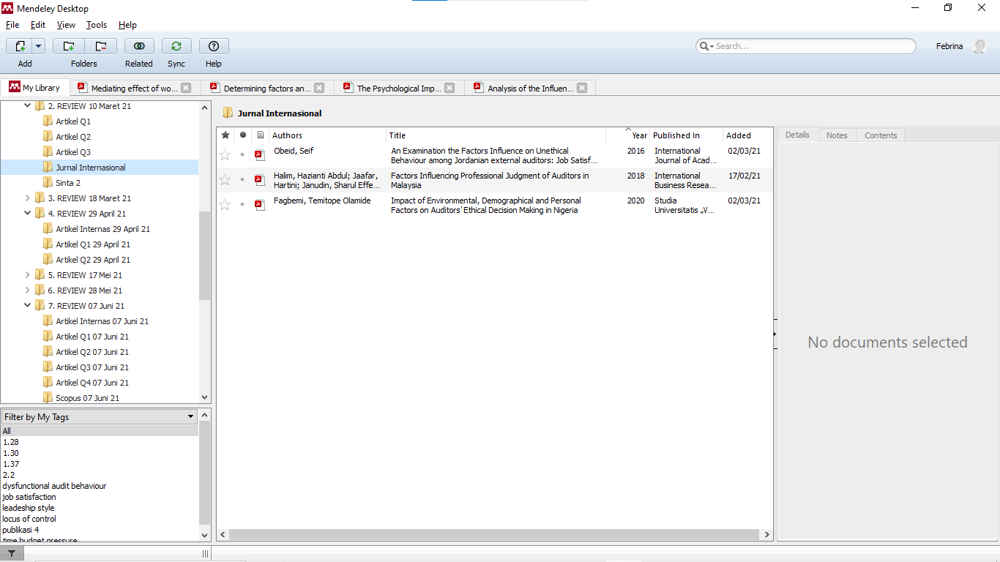 Mendeley Desktop
File Edit View Tools Help
Search... Febrina
Add Folders Related Sync Help
My Library Mediating effect of wo... Determining factors an... The Psychological Imp... Analysis of the Influen...
2. REVIEW 10 Maret 21
Artikel Q1
Artikel Q2
Artikel Q3
Jurnal Internasional
Sinta 2
3. REVIEW 18 Maret 21
4. REVIEW 29 April 21
Artikel Internas 29 April 21
Artikel Q1 29 April 21
Artikel Q2 29 April 21
5. REVIEW 17 Mei 21
6. REVIEW 28 Mei 21
7. REVIEW 07 Juni 21
Artikel Internas 07 Juni 21
Artikel Q1 07 Juni 21
Artikel Q2 07 Juni 21
Artikel Q3 07 Juni 21
Artikel Q4 07 Juni 21
Scopus 07 Juni 21
Filter by My Tags
All
1.28
1.30
1.37
2.2
dysfunctional audit behaviour
job satisfaction
leadeship style
locus of control
publikasi 4
time budget pressure
Jurnal Internasional
Authors Title Year Published In Added
Obeid, Seif An Examination the Factors Influence on Unethical 2016 International 02/03/21
Behaviour among Jordanian external auditors: Job Satisf... Journal of Acad...
Halim, Hazianti Abdul; Jaafar, Factors Influencing Professional Judgment of Auditors in 2018 International 17/02/21
Hartini; Janudin, Sharul Effe... Malaysia Business Resea...
Fagbemi, Temitope Olamide Impact of Environmental, Demographical and Personal 2020 Studia 02/03/21
Factors on Auditors' Ethical Decision Making in Nigeria Universitatis „V...
Details Notes Contents
No documents selected